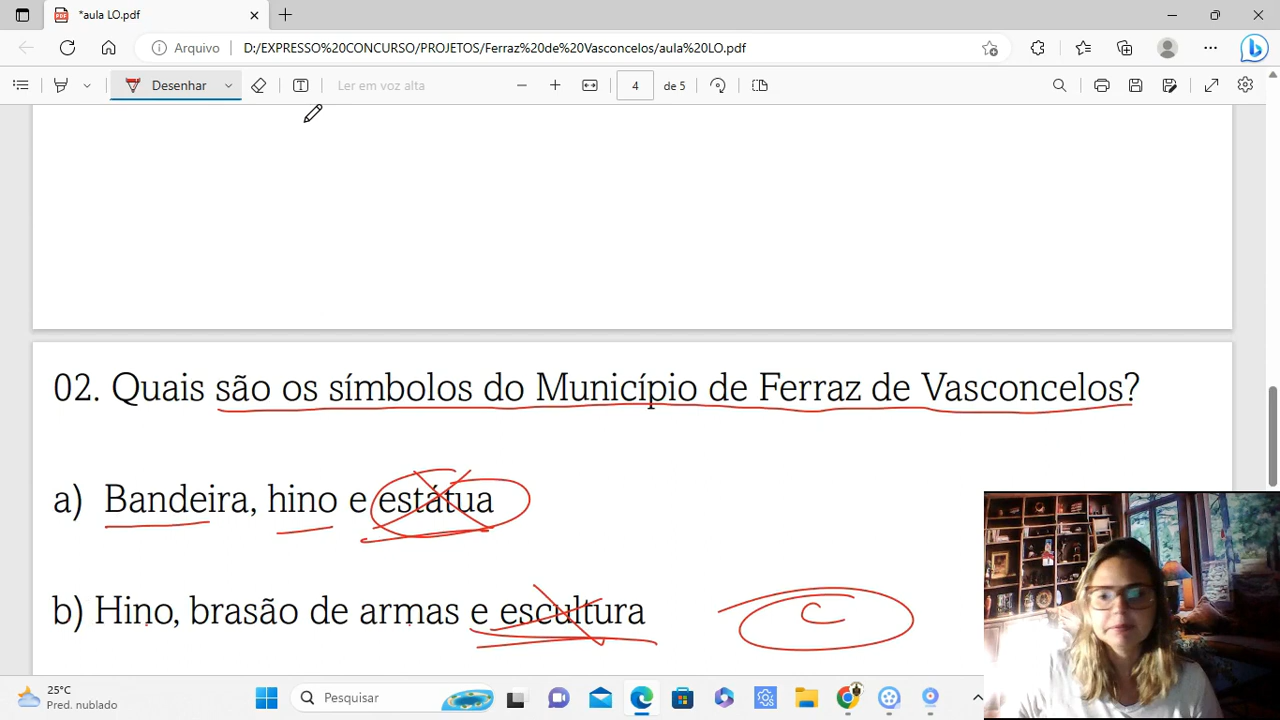 *aula LO.pdf
Arquivo
D:/EXPRESSO%20CONCURSO/PROJETOS/Ferraz%20de%20Vasconcelos/aula%20LO.pdf
Desenhar
Ler em voz alta
4
de 5
02. Quais são os símbolos do Município de Ferraz de Vasconcelos?
a) Bandeira, hino e estátua
b) Hino, brasão de armas e escultura
C
25°C
Pred. nublado
Pesquisar